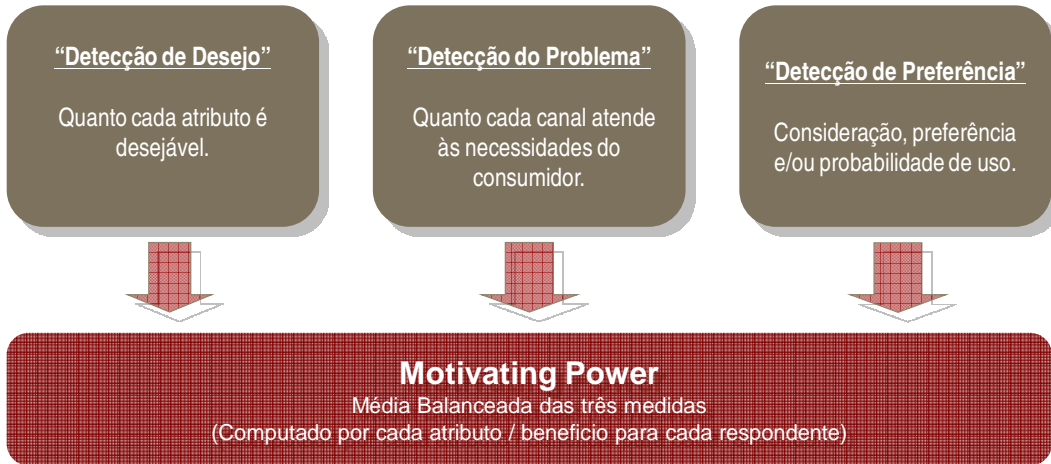 “Detecção de Desejo”
Quanto cada atributo é
desejável.
“Detecção do Problema”
Quanto cada canal atende
às necessidades do
consumidor.
“Detecção de Preferência”
Consideração, preferência
e/ou probabilidade de uso.
Motivating Power
Média Balanceada das três medidas
(Computado por cada atributo / beneficio para cada respondente)